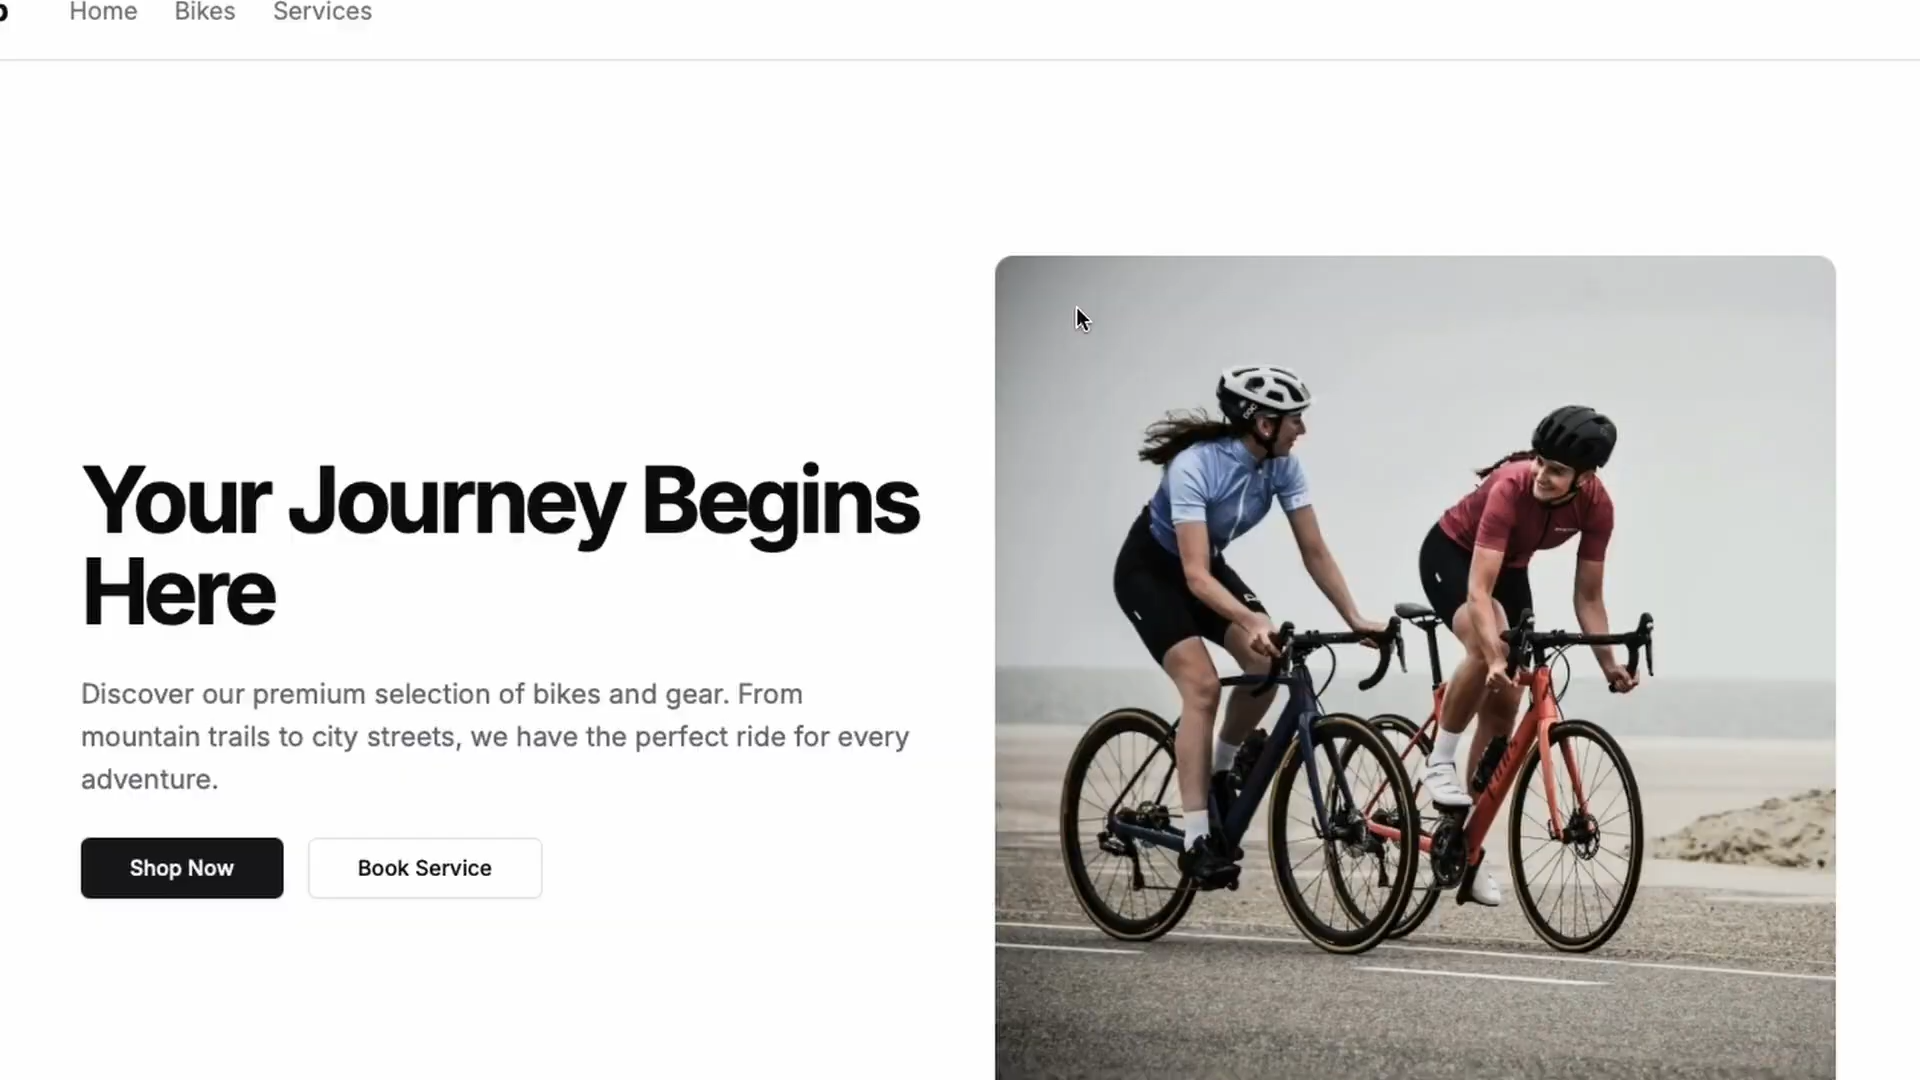 Home Bikes Services
Your Journey Begins
Here
Discover our premium selection of bikes and gear. From
mountain trails to city streets, we have the perfect ride for every
adventure.
Shop Now Book Service